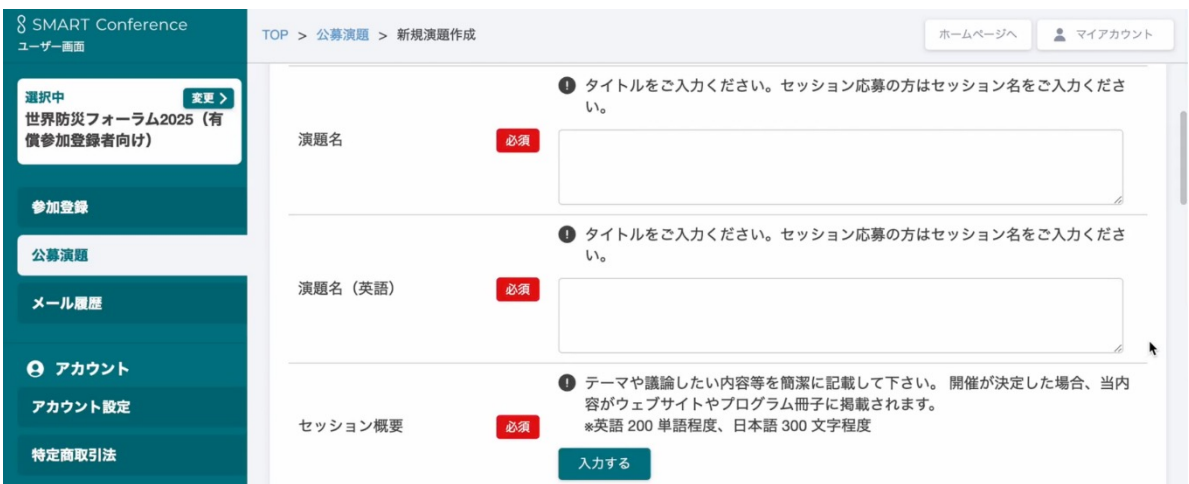 SMART Conference
ユーザー画面
TOP > 公募演題 > 新規演題作成
ホームページへ
マイアカウント
選択中
変更 >
世界防災フォーラム2025（有
償参加登録者向け）
参加登録
公募演題
メール履歴
アカウント
アカウント設定
特定商取引法
タイトルをご入力ください。セッション応募の方はセッション名をご入力くださ
い。
演題名
必須
タイトルをご入力ください。セッション応募の方はセッション名をご入力くださ
い。
演題名（英語）
必須
テーマや議論したい内容等を簡潔に記載して下さい。 開催が決定した場合、当内
容がウェブサイトやプログラム冊子に掲載されます。
※英語 200 単語程度、日本語 300 文字程度
セッション概要
必須
入力する